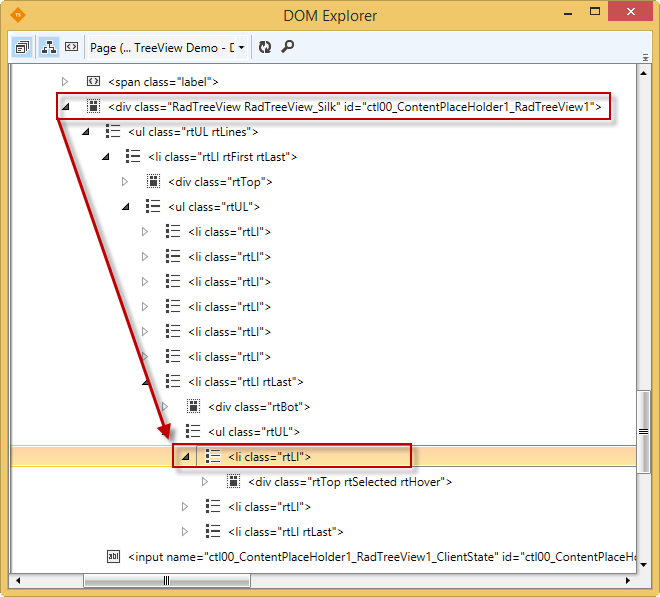 DOM Explorer
Page (... TreeView Demo - D
<span class="label">
<div class="RadTreeView RadTreeView_Silk" id="ctl00_ContentPlaceHolder1_RadTreeView1">
<ul class="rtUL rtLines">
<li class="rtLI rtFirst rtLast">
<div class="rtTop">
<ul class="rtUL">
<li class="rtLI">
<li class="rtLI">
<li class="rtLI">
<li class="rtLI">
<li class="rtLI">
<li class="rtLI">
<li class="rtLI rtLast">
<div class="rtBot">
<ul class="rtUL">
<li class="rtLI">
<div class="rtTop rtSelected rtHover">
<li class="rtLI">
<li class="rtLI rtLast">
<input name="ctl00_ContentPlaceHolder1_RadTreeView1_ClientState" id="ctl00_ContentPlaceHo